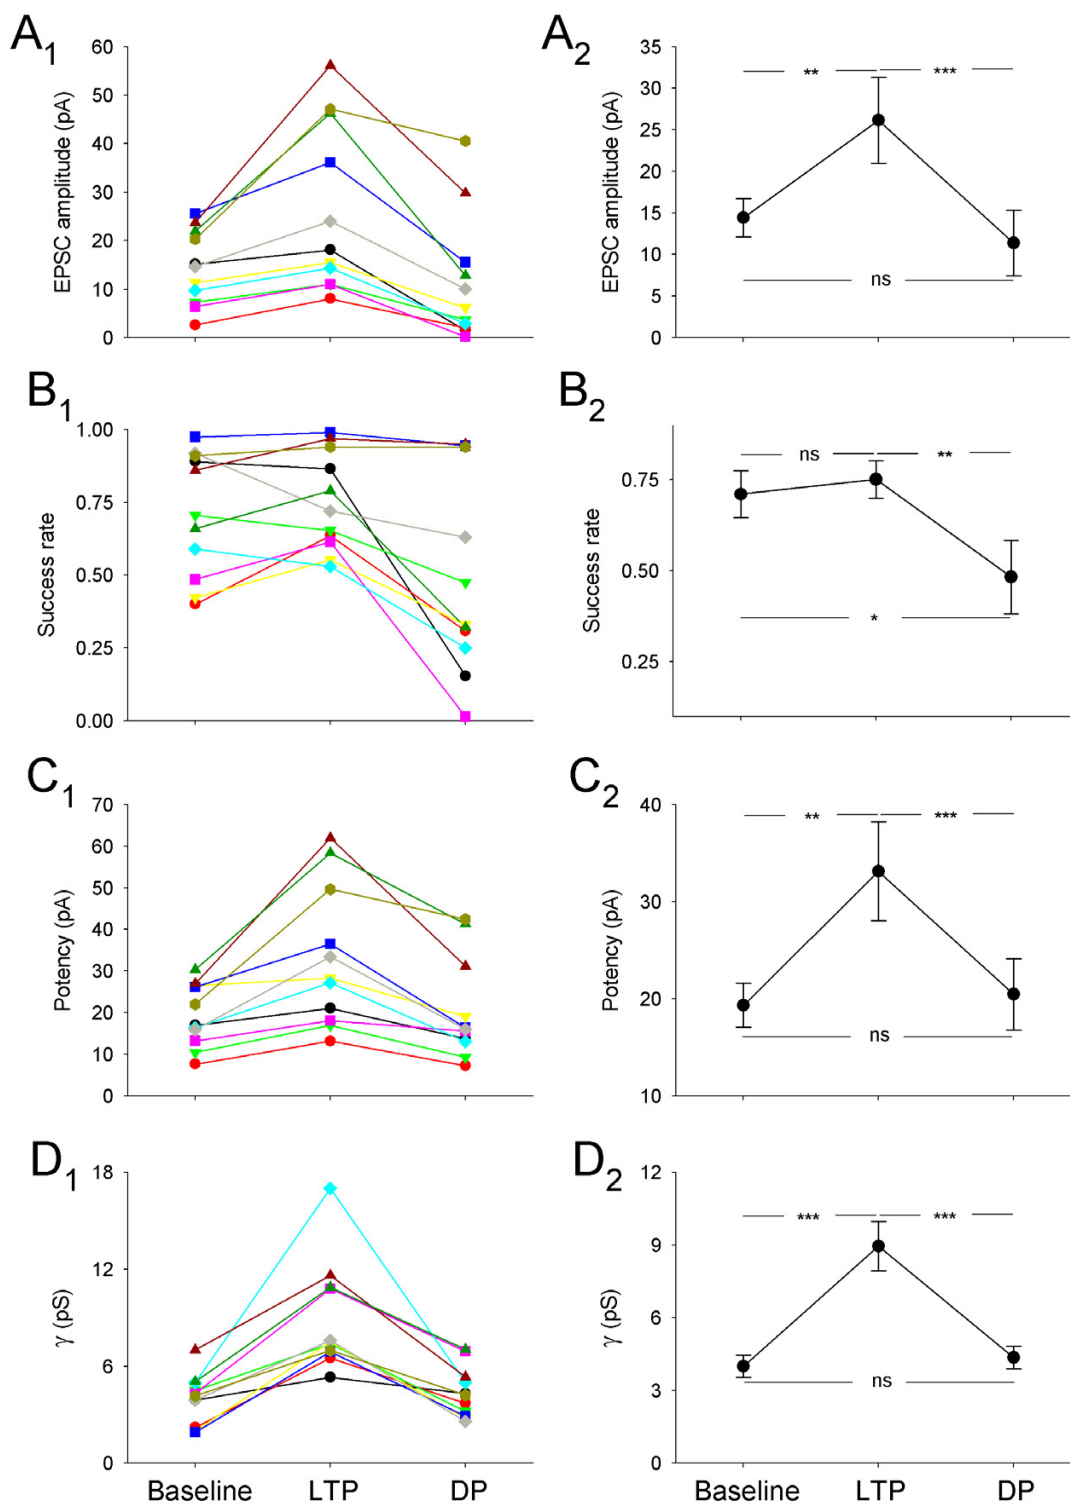 A1
EPSC amplitude (pA)
60
50
40
30
20
10
0
A2
EPSC amplitude (pA)
35
30
25
20
15
10
5
0
** ***
ns
B1
Success rate
1.00
0.75
0.50
0.25
0.00
B2
Success rate
0.75
0.50
0.25
ns **
*
C1
Potency (pA)
70
60
50
40
30
20
10
0
C2
Potency (pA)
40
30
20
10
** ***
ns
D1
γ (pS)
18
12
6
0
Baseline LTP DP
D2
γ (pS)
12
9
6
3
0
*** ***
ns
Baseline LTP DP